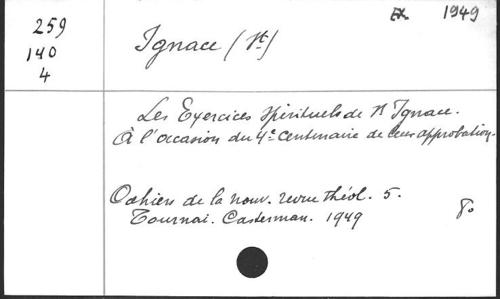 259
140
4
Ex 1949
Ignace (St)
Les Exercices spirituels de St Ignace.
À l'occasion du 4e centenaire de leur approbation.
Cahiers de la nouv. revue théol. 5.
Tournai. Casterman. 1949
8o